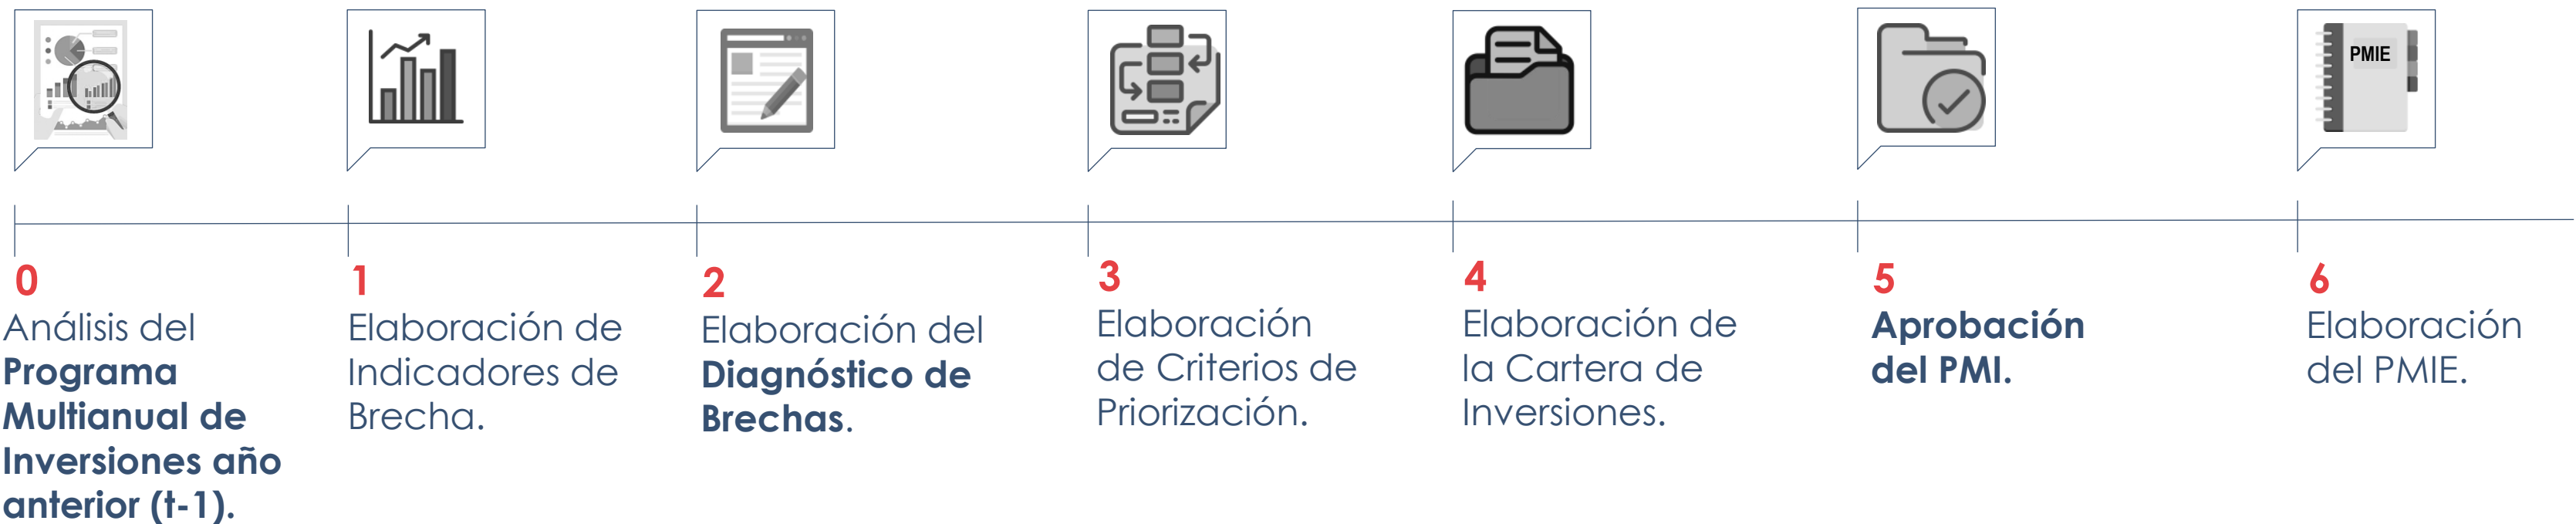 PMIE
0
Análisis del
Programa
Multianual de
Inversiones año
anterior (t-1).
1
Elaboración de
Indicadores de
Brecha.
2
Elaboración del
Diagnóstico de
Brechas.
3
Elaboración
de Criterios de
Priorización.
4
Elaboración de
la Cartera de
Inversiones.
5
Aprobación
del PMI.
6
Elaboración
del PMIE.